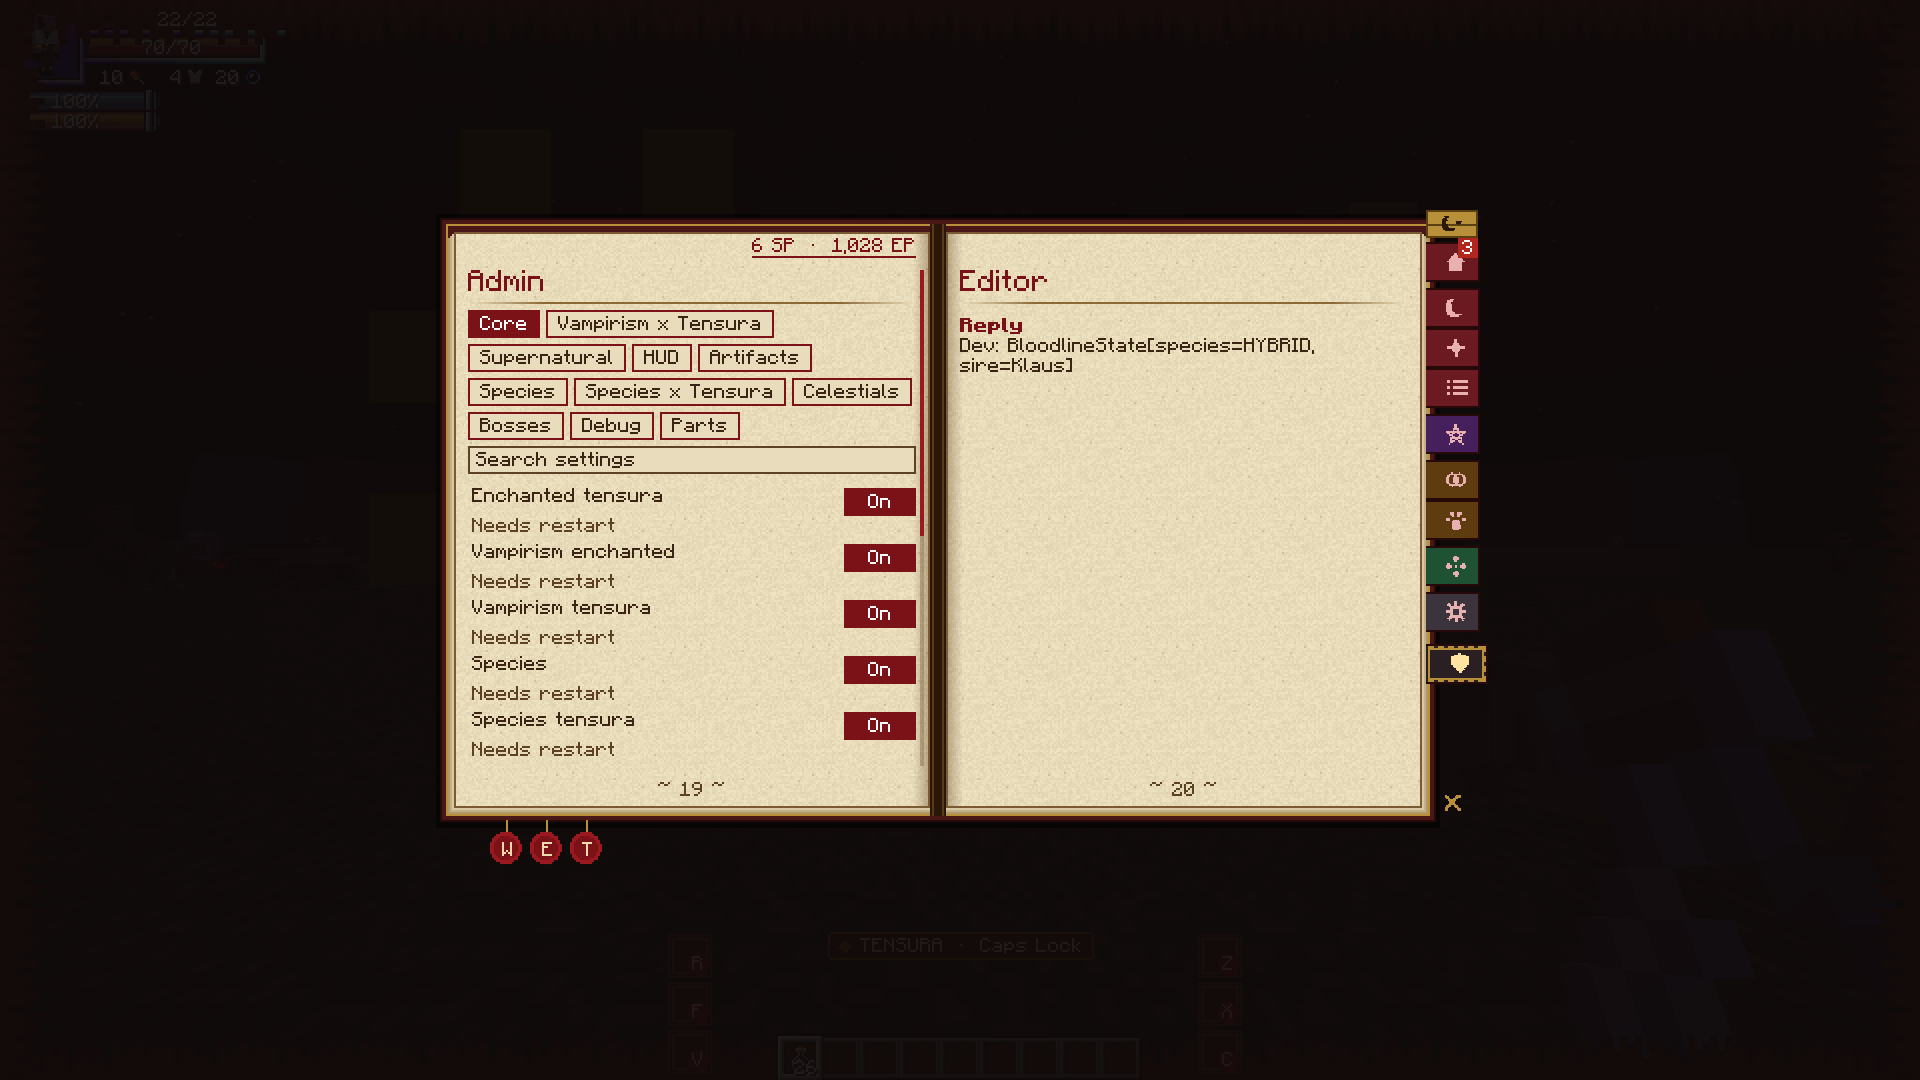 22/22
70/70
10 4 20
100%
100%
6 SP · 1,028 EP
Admin
Core
Vampirism x Tensura
Supernatural
HUD
Artifacts
Species
Species x Tensura
Celestials
Bosses
Debug
Parts
Search settings
Enchanted tensura
On
Needs restart
Vampirism enchanted
On
Needs restart
Vampirism tensura
On
Needs restart
Species
On
Needs restart
Species tensura
On
Needs restart
~ 19 ~
Editor
Reply
Dev: BloodlineState[species=HYBRID,
sire=Klaus]
~ 20 ~
3
W E T
TENSURA · Caps Lock
R
F
V
Z
X
C
26